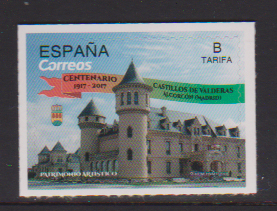 ESPAÑA
Correos
B
TARIFA
CENTENARIO
1917 - 2017
CASTILLOS DE VALDERAS
ALCORCÓN (MADRID)
PATRIMONIO ARTÍSTICO